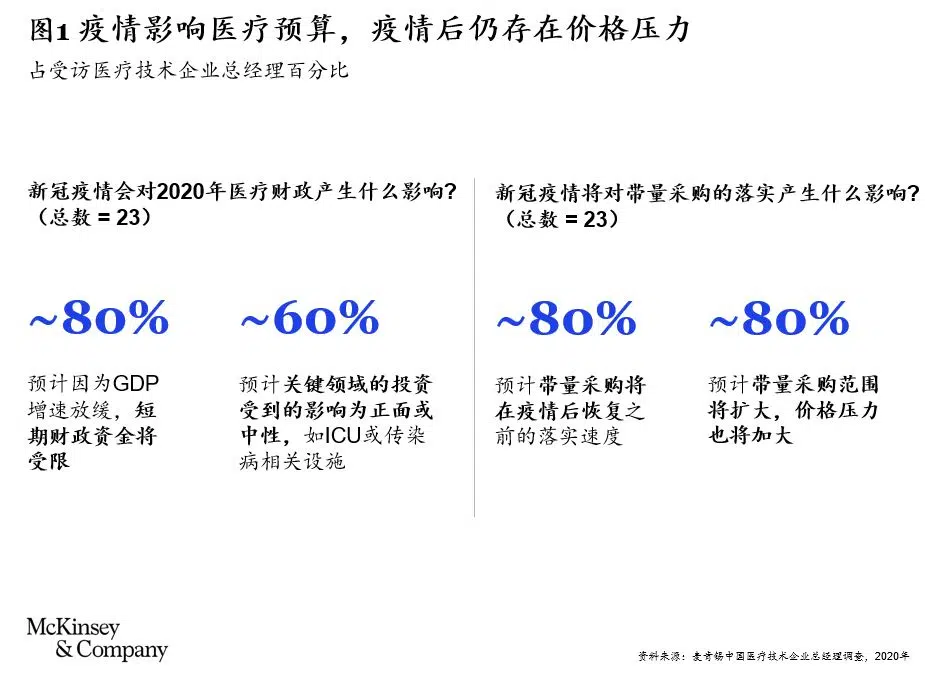 图1 疫情影响医疗预算，疫情后仍存在价格压力
占受访医疗技术企业总经理百分比
新冠疫情会对2020年医疗财政产生什么影响?
（总数 = 23）
~80%
预计因为GDP
增速放缓，短
期财政资金将
受限
~60%
预计关键领域的投资
受到的影响为正面或
中性，如ICU或传染
病相关设施
新冠疫情将对带量采购的落实产生什么影响?
（总数 = 23）
~80%
预计带量采购将
在疫情后恢复之
前的落实速度
~80%
预计带量采购范围
将扩大，价格压力
也将加大
McKinsey
& Company
资料来源：麦肯锡中国医疗技术企业总经理调查，2020年